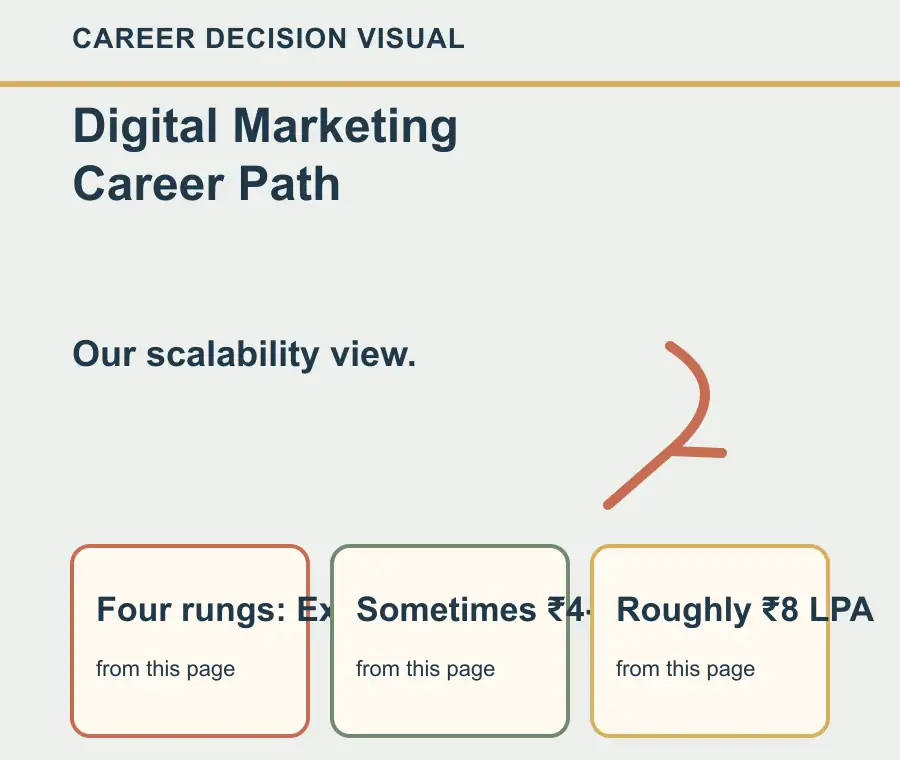 CAREER DECISION VISUAL
Digital Marketing
Career Path
Our scalability view.
Four rungs: Ex
Sometimes ₹4-
Roughly ₹8 LPA
from this page
from this page
from this page